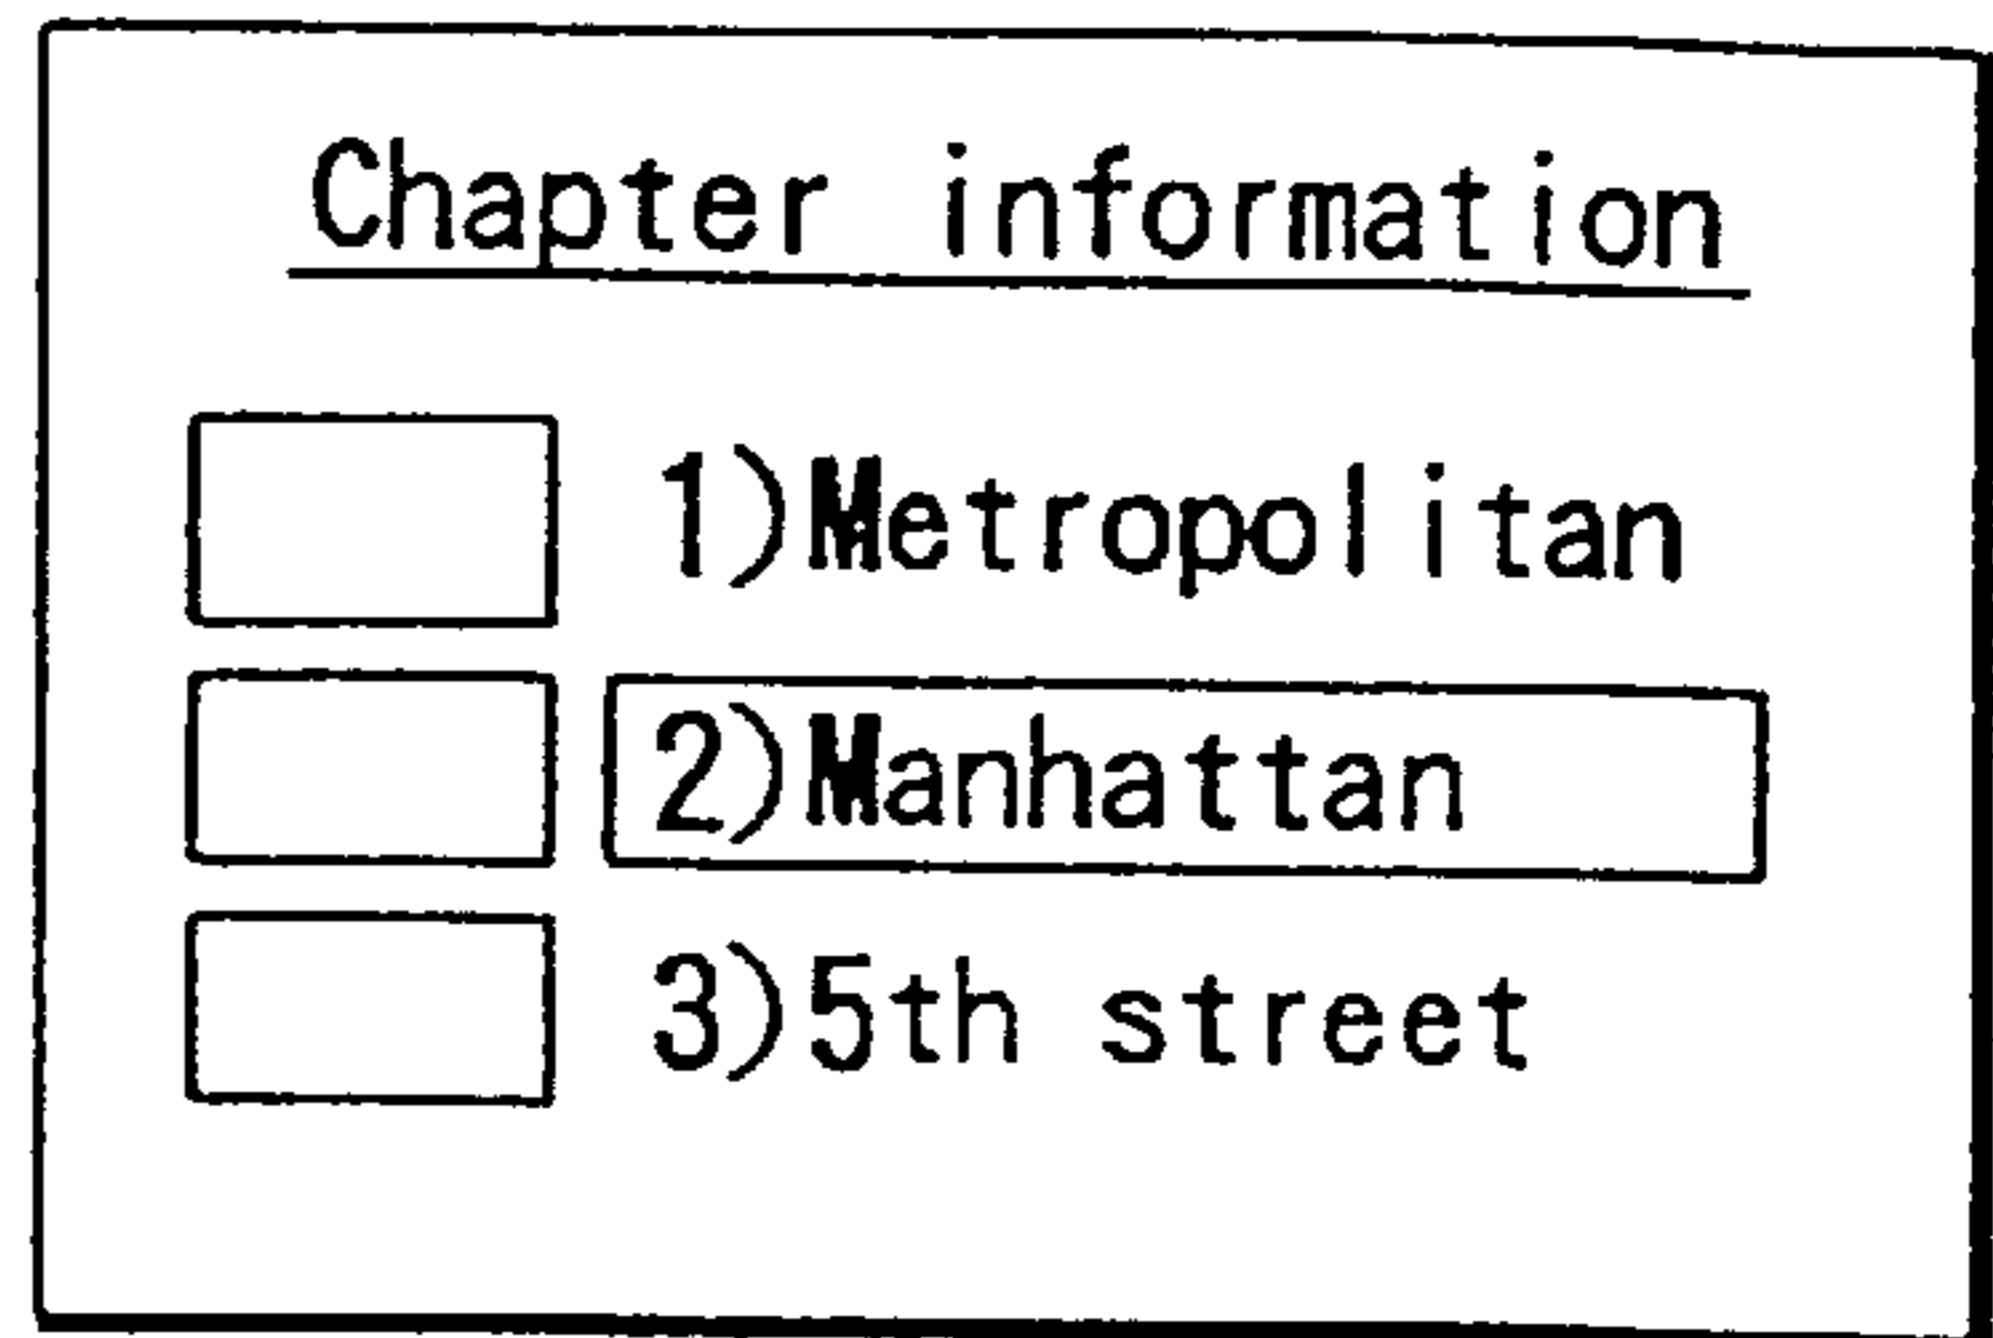 Chapter information
1)Metropolitan
2)Manhattan
3)5th street